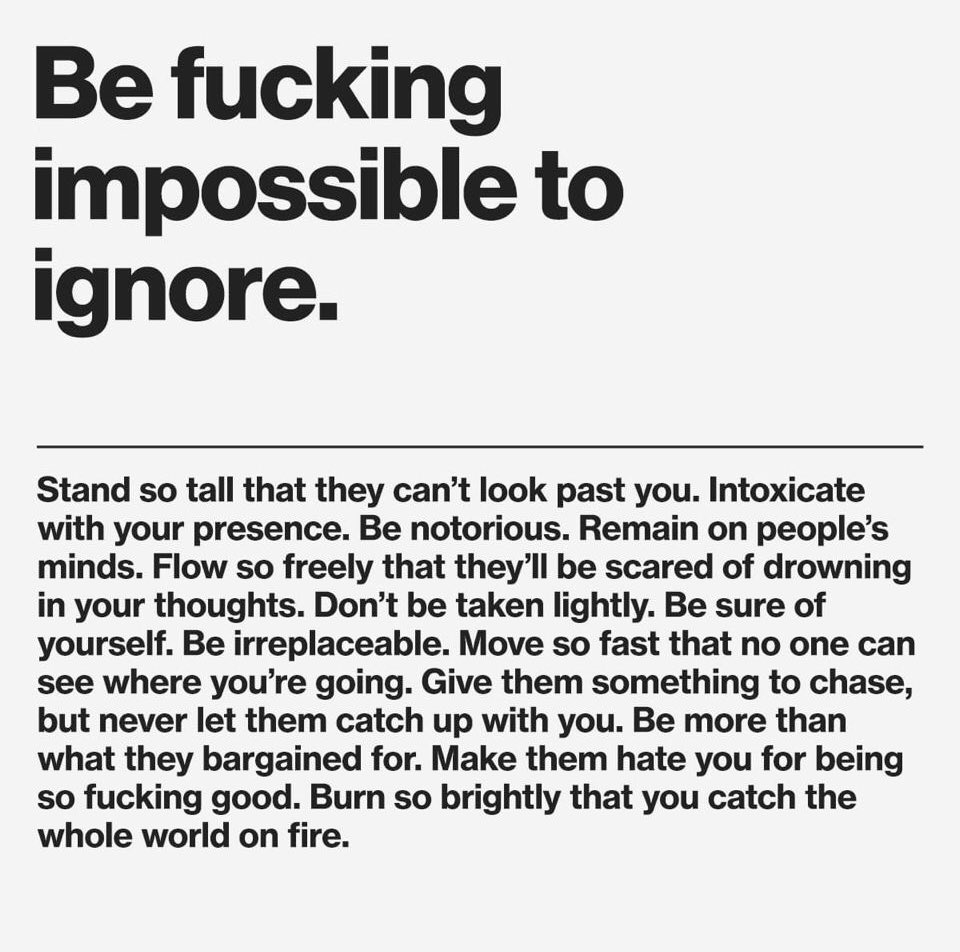 Be fucking
impossible to
ignore.
Stand so tall that they can’t look past you. Intoxicate
with your presence. Be notorious. Remain on people’s
minds. Flow so freely that they’ll be scared of drowning
in your thoughts. Don’t be taken lightly. Be sure of
yourself. Be irreplaceable. Move so fast that no one can
see where you’re going. Give them something to chase,
but never let them catch up with you. Be more than
what they bargained for. Make them hate you for being
so fucking good. Burn so brightly that you catch the
whole world on fire.